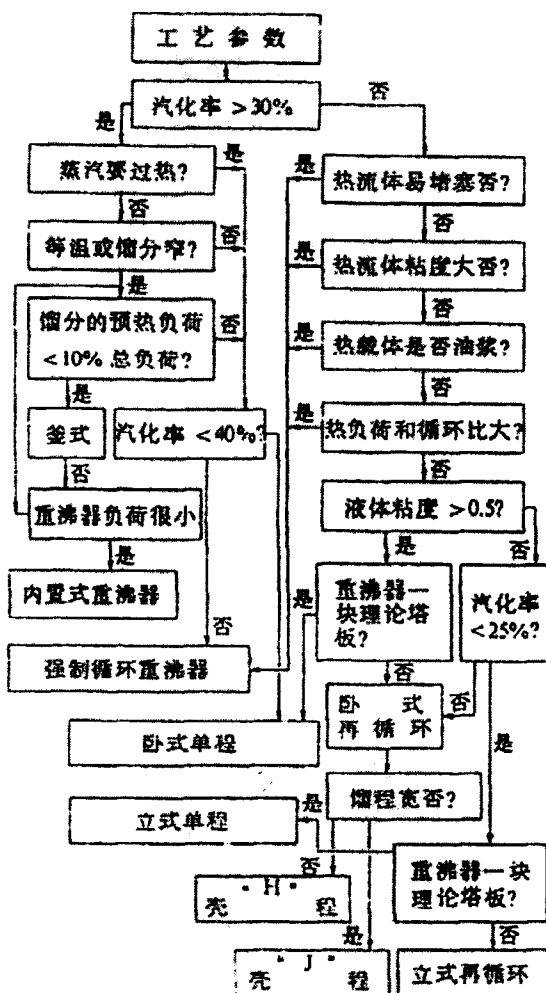 工艺参数
汽化率>30%
是
否
蒸汽要过热?
是
是
热流体易堵塞否?
否
否
等温或馏分窄?
否
是
热流体粘度大否?
是
否
馏分的预热负荷
<10%总负荷?
否
是
热载体是否油浆?
是
否
釜式
汽化率<40%?
是
热负荷和循环比大?
否
否
重沸器负荷很小
液体粘度>0.5?
是
是
否
内置式重沸器
重沸器一
块理论塔
板?
汽化率
<25%?
是
否
否
强制循环重沸器
卧式
再循环
否
卧式单程
是
馏程宽否?
是
立式单程
否
重沸器一块
理论塔板?
"H"
壳程
是
否
"J"
壳程
立式再循环